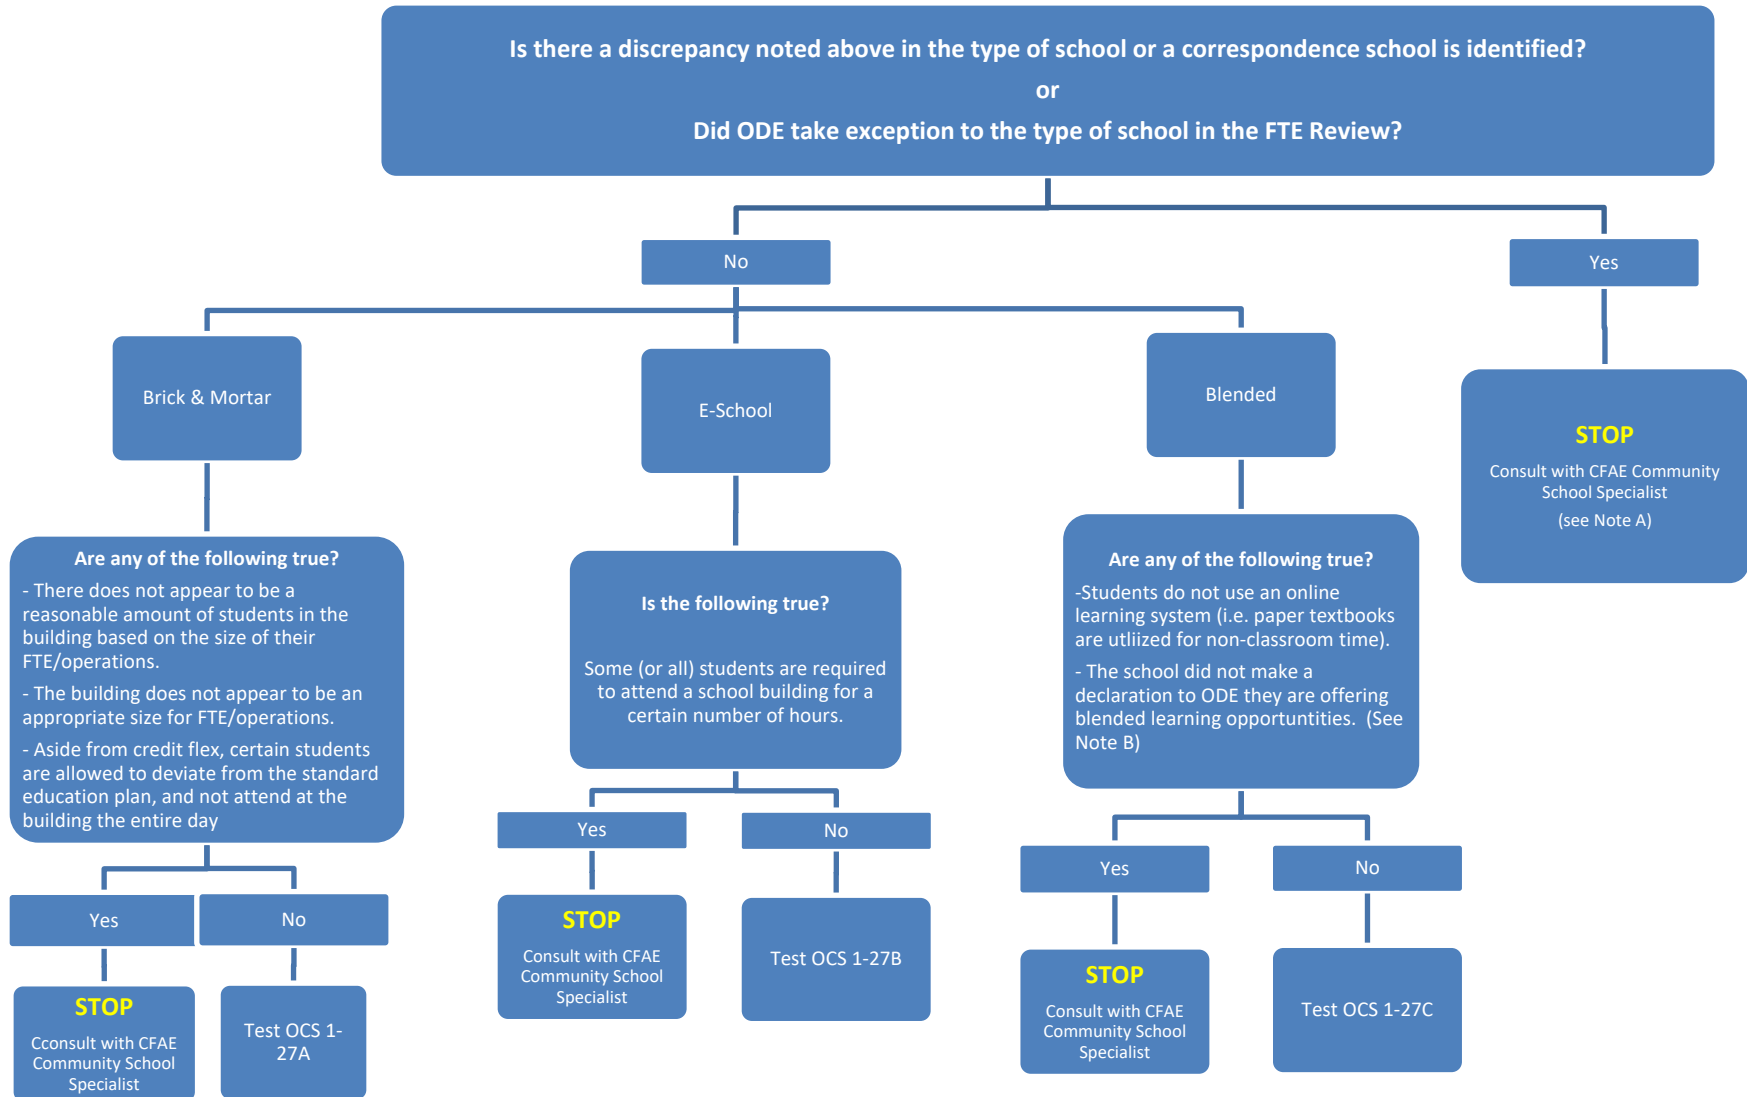 Is there a discrepancy noted above in the type of school or a correspondence school is identified?
or
Did ODE take exception to the type of school in the FTE Review?
No
Yes
Brick & Mortar
E-School
Blended
STOP
Consult with CFAE Community
School Specialist
(see Note A)
Are any of the following true?
- There does not appear to be a
reasonable amount of students in the
building based on the size of their
FTE/operations.
- The building does not appear to be an
appropriate size for FTE/operations.
- Aside from credit flex, certain students
are allowed to deviate from the standard
education plan, and not attend at the
building the entire day
Is the following true?
Some (or all) students are required
to attend a school building for a
certain number of hours.
Are any of the following true?
-Students do not use an online
learning system (i.e. paper textbooks
are utliized for non-classroom time).
- The school did not make a
declaration to ODE they are offering
blended learning opportuntities.  (See
Note B)
Yes
No
Yes
No
Yes
No
STOP
Cconsult with CFAE
Community School
Specialist
Test OCS 1-
27A
STOP
Consult with CFAE
Community School
Specialist
Test OCS 1-27B
STOP
Consult with CFAE
Community School
Specialist
Test OCS 1-27C